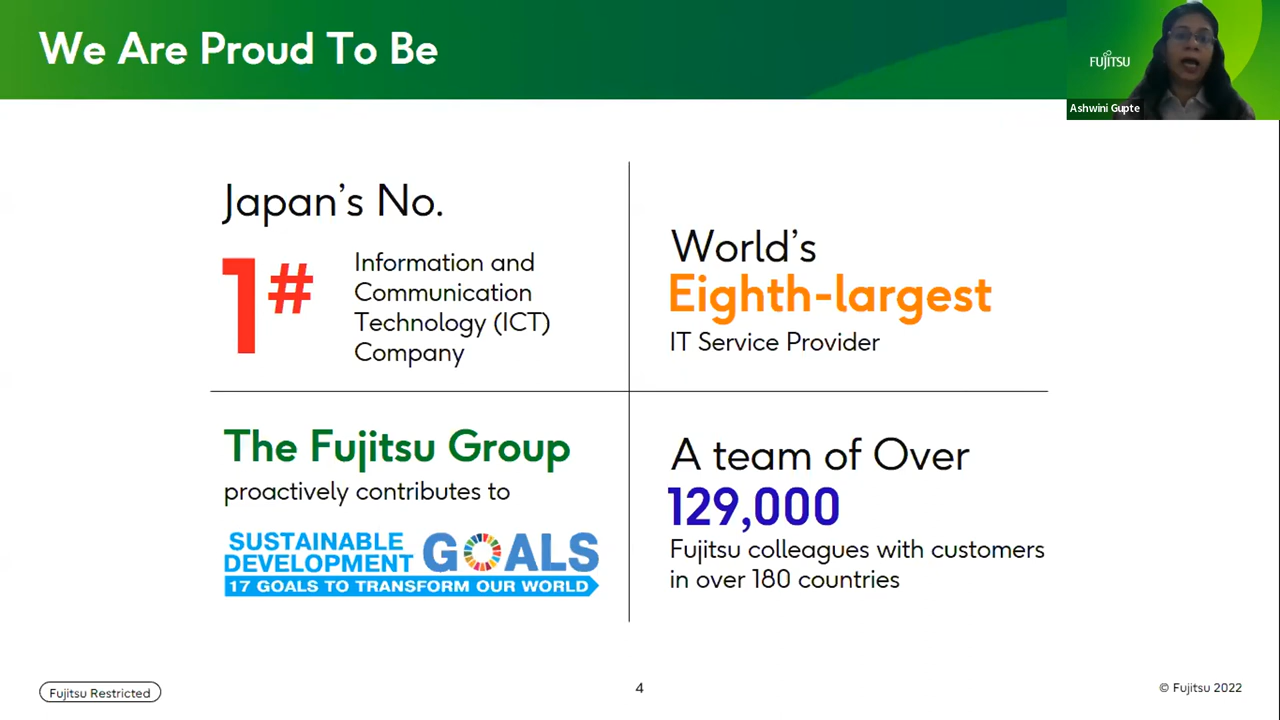 We Are Proud To Be
FUJITSU
Ashwini Gupte
Japan's No.
1#
Information and
Communication
Technology (ICT)
Company
World's
Eighth-largest
IT Service Provider
The Fujitsu Group
proactively contributes to
SUSTAINABLE
DEVELOPMENT
GOALS
17 GOALS TO TRANSFORM OUR WORLD
A team of Over
129,000
Fujitsu colleagues with customers
in over 180 countries
Fujitsu Restricted
4
© Fujitsu 2022